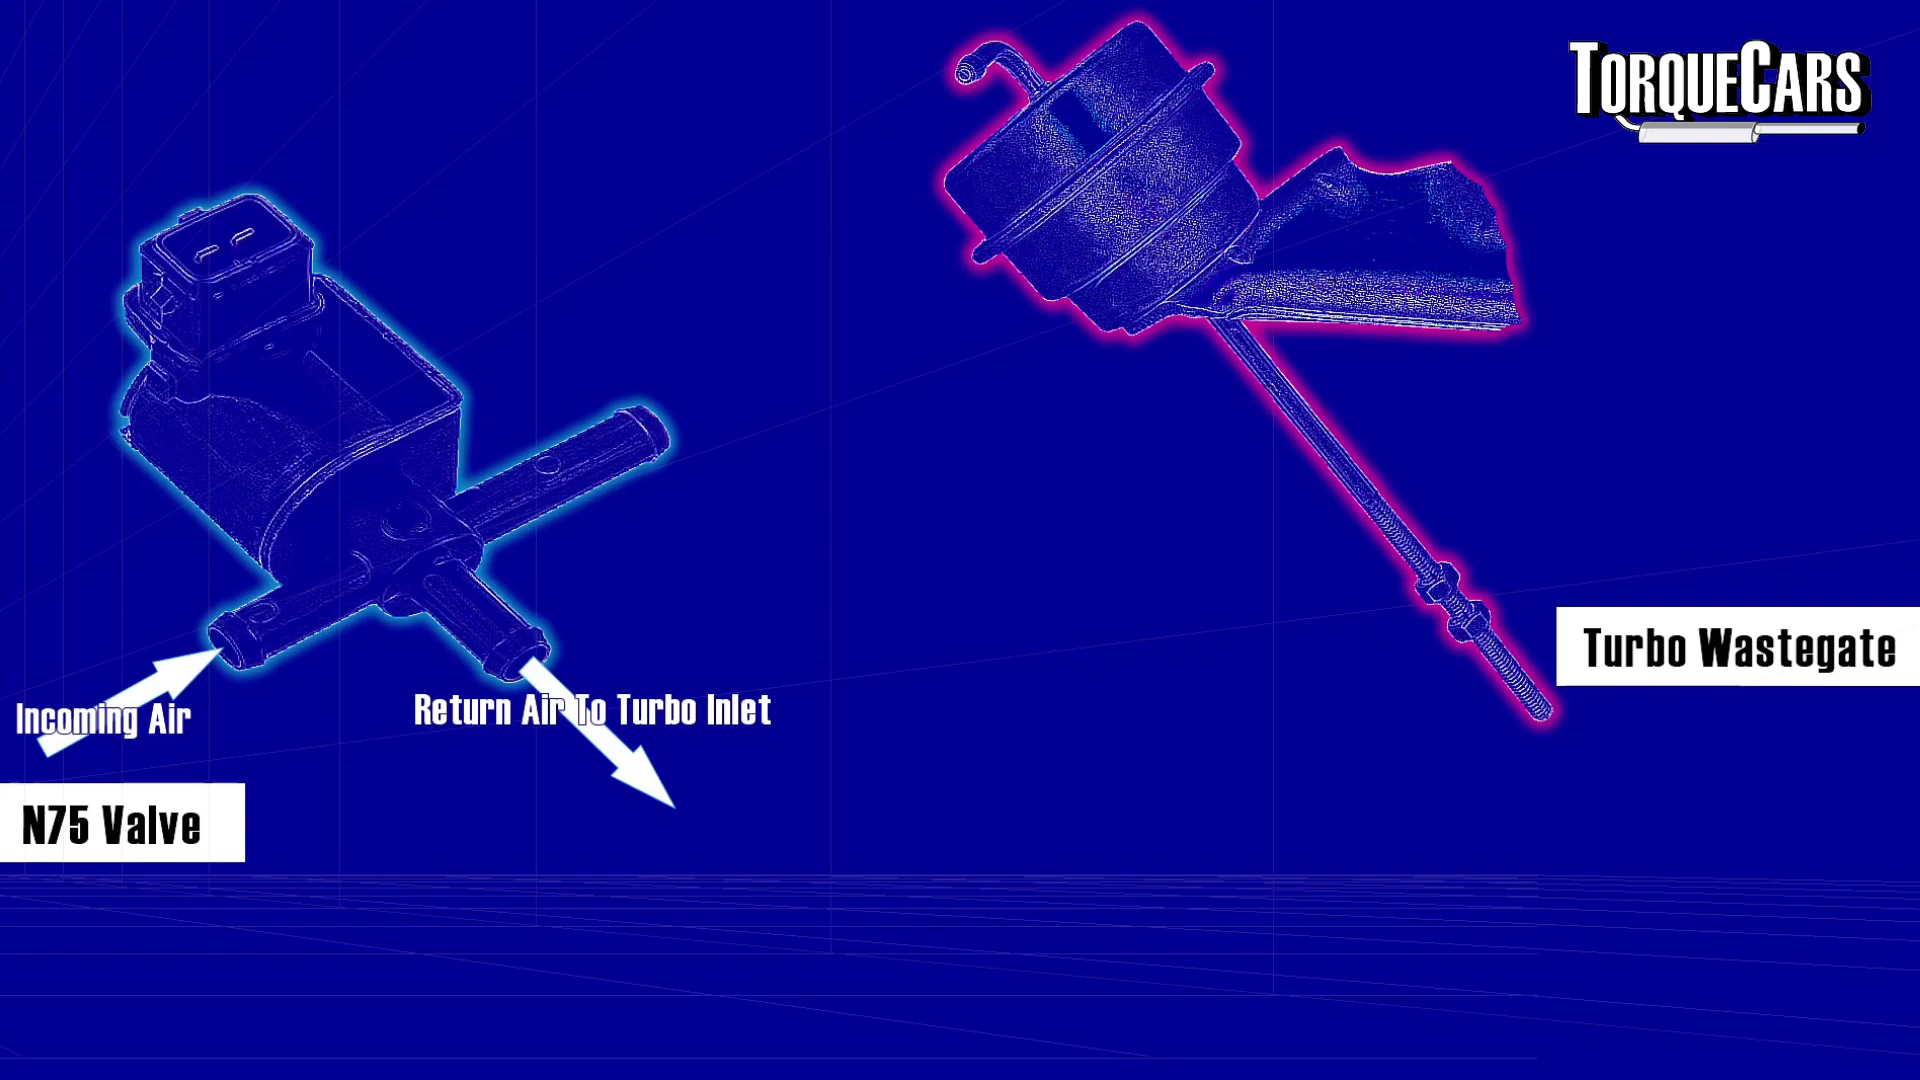 TORQUECARS
Turbo Wastegate
Incoming Air
Return Air To Turbo Inlet
N75 Valve